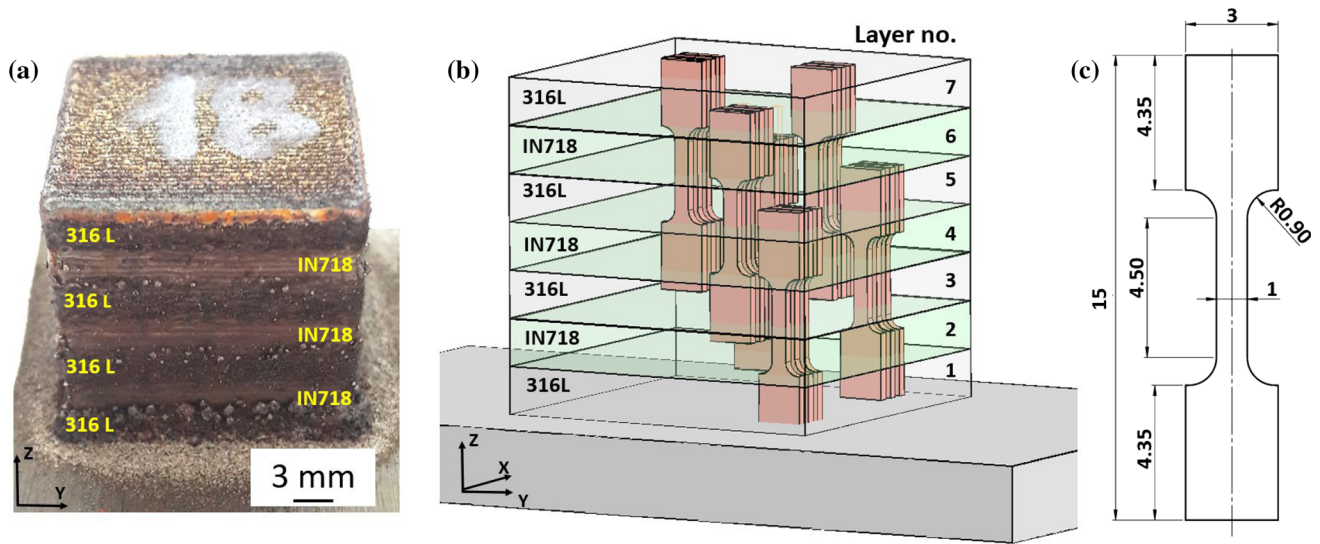 (a)
18
316 L
IN718
316 L
IN718
316 L
IN718
316 L
Z
Y
3 mm
(b)
Layer no.
316L
7
IN718
6
316L
5
IN718
4
316L
3
IN718
2
316L
1
Z
X
Y
(c)
3
4.35
R0.90
15
4.50
1
4.35